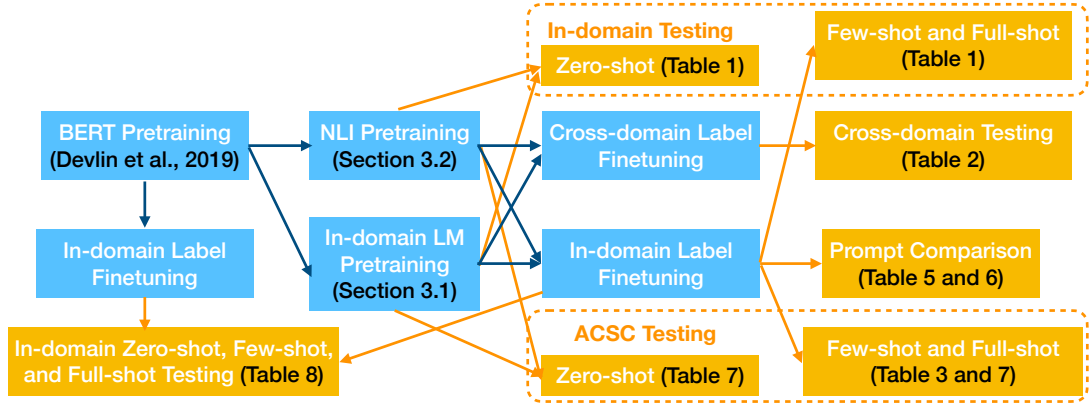 In-domain Testing
Zero-shot (Table 1)
Few-shot and Full-shot
(Table 1)
BERT Pretraining
(Devlin et al., 2019)
NLI Pretraining
(Section 3.2)
Cross-domain Label
Finetuning
Cross-domain Testing
(Table 2)
In-domain Label
Finetuning
In-domain LM
Pretraining
(Section 3.1)
In-domain Label
Finetuning
Prompt Comparison
(Table 5 and 6)
In-domain Zero-shot, Few-shot,
and Full-shot Testing (Table 8)
ACSC Testing
Zero-shot (Table 7)
Few-shot and Full-shot
(Table 3 and 7)